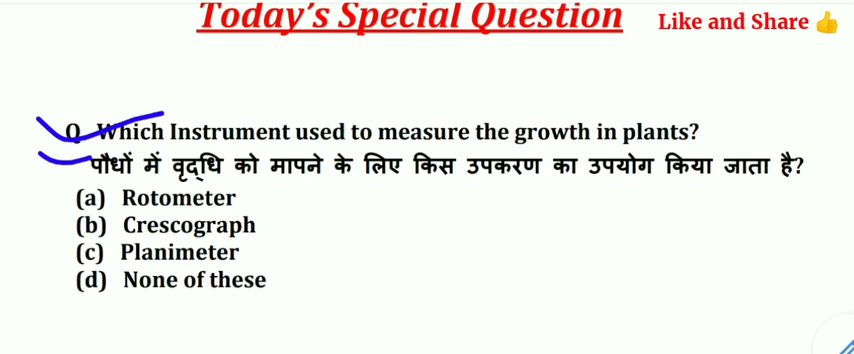 Today's Special Question Like and Share 👍
Q Which Instrument used to measure the growth in plants?
पौधों में वृद्धि को मापने के लिए किस उपकरण का उपयोग किया जाता है?
(a) Rotometer
(b) Crescograph
(c) Planimeter
(d) None of these